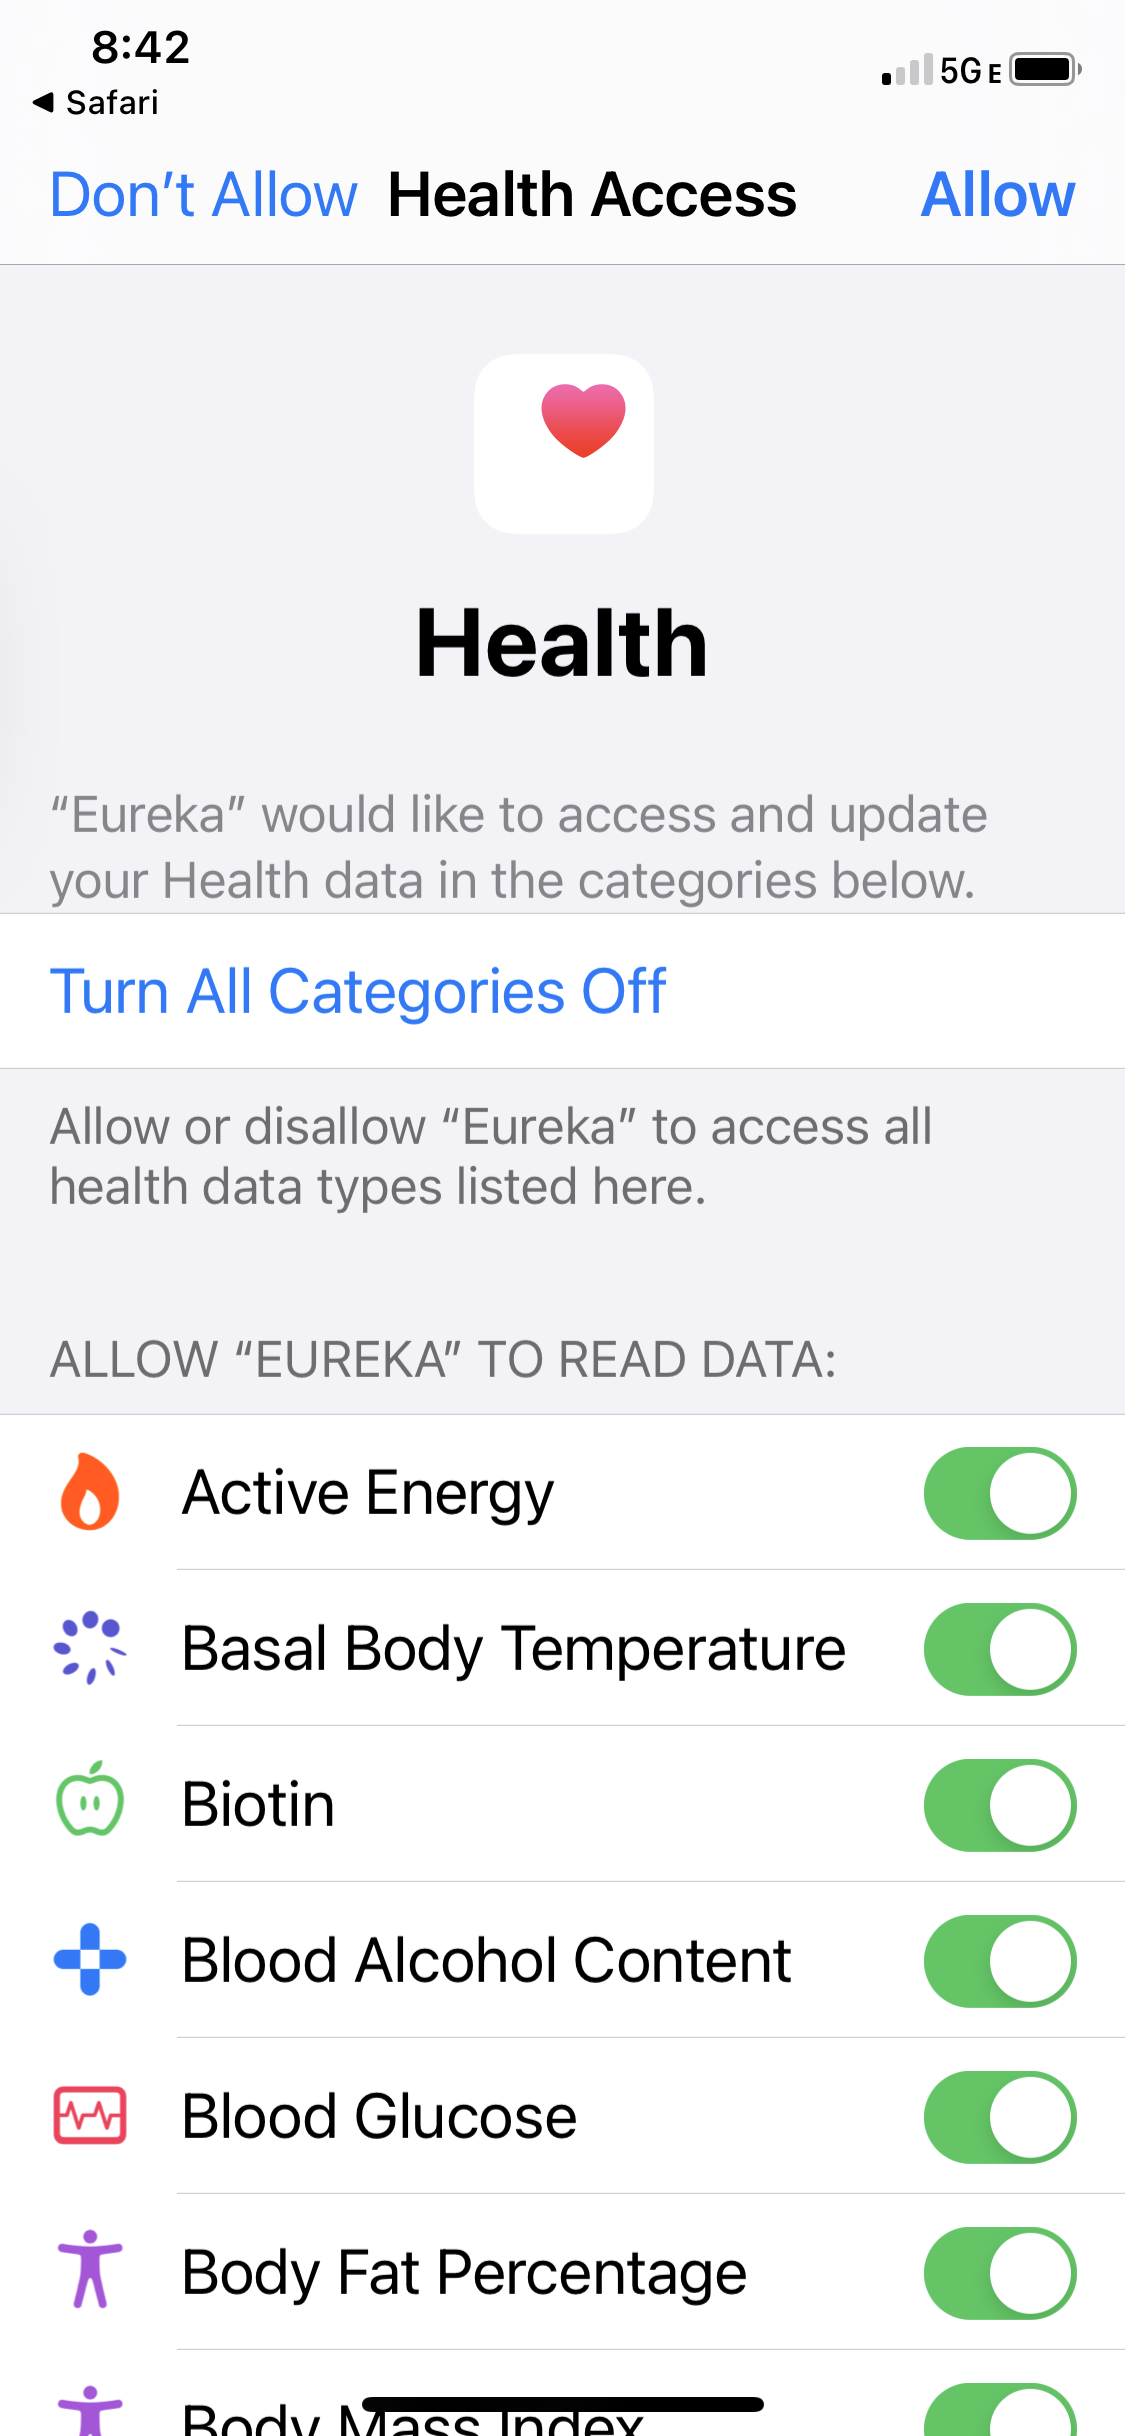 8:42
5G E
◀ Safari
Don’t Allow
Health Access
Allow
Health
“Eureka” would like to access and update
your Health data in the categories below.
Turn All Categories Off
Allow or disallow “Eureka” to access all
health data types listed here.
ALLOW “EUREKA” TO READ DATA:
Active Energy
Basal Body Temperature
Biotin
Blood Alcohol Content
Blood Glucose
Body Fat Percentage
Body Mass Index